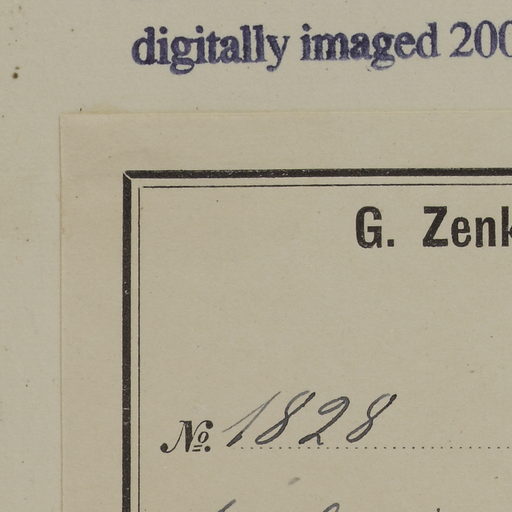 digitally imaged 200
G. Zenk
№. 1828